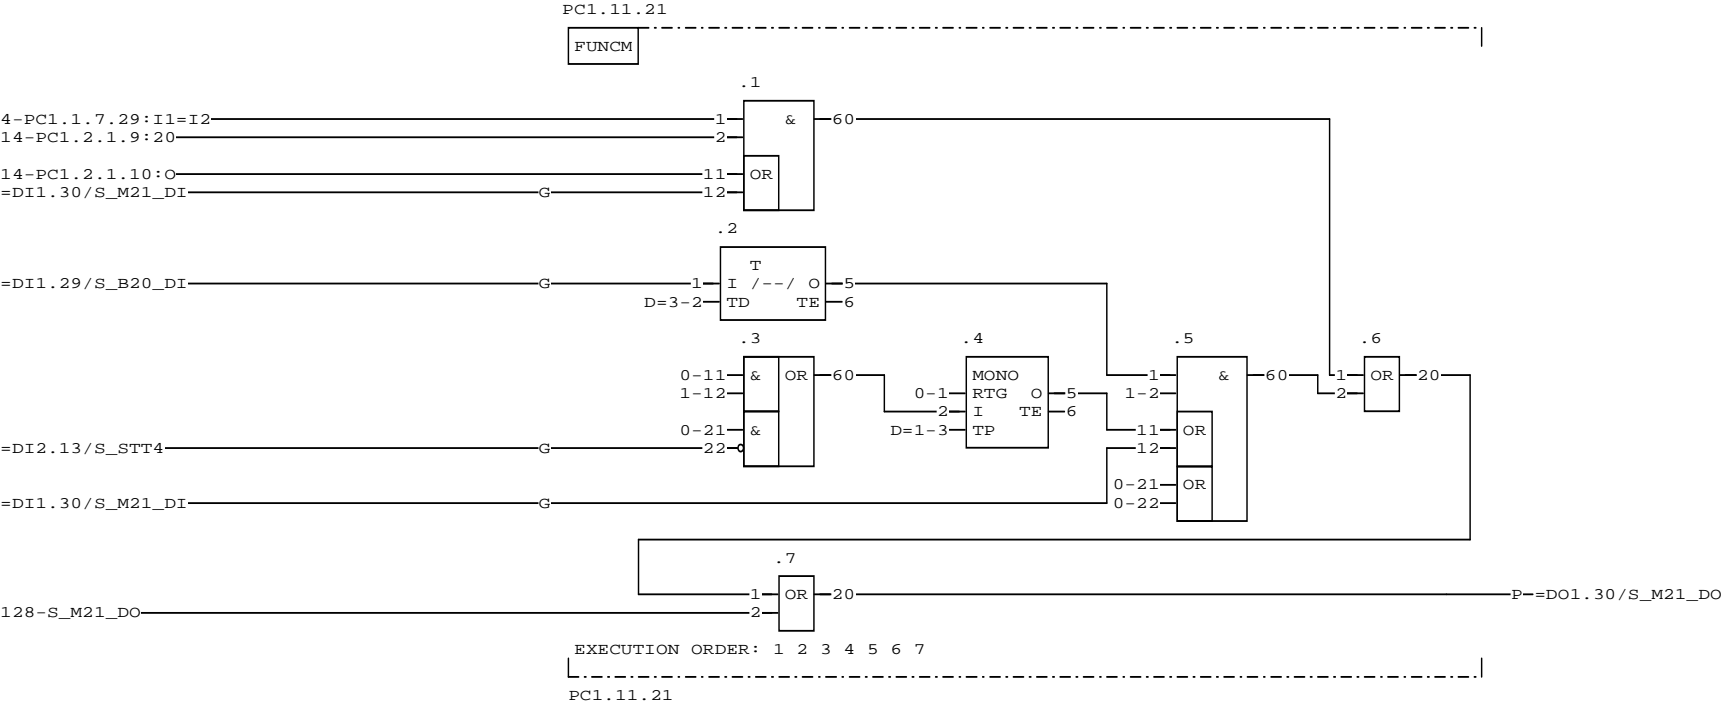 PC1.11.21
FUNCM
.1
4-PC1.1.7.29:I1=I2 1 & 60
14-PC1.2.1.9:20 2
14-PC1.2.1.10:O 11 OR
=DI1.30/S_M21_DI G 12
.2
T
=DI1.29/S_B20_DI G 1 I /--/ O 5
D=3-2 TD TE 6
.3 .4 .5 .6
0-11 & OR 60 MONO 1 & 60 1 OR 20
1-12 0-1 RTG O 5 1-2 2
2 I TE 6
0-21 & D=1-3 TP 11 OR
=DI2.13/S_STT4 G 22 12
0-21 OR
=DI1.30/S_M21_DI G 0-22
.7
1 OR 20 P =DO1.30/S_M21_DO
128-S_M21_DO 2
EXECUTION ORDER: 1 2 3 4 5 6 7
PC1.11.21